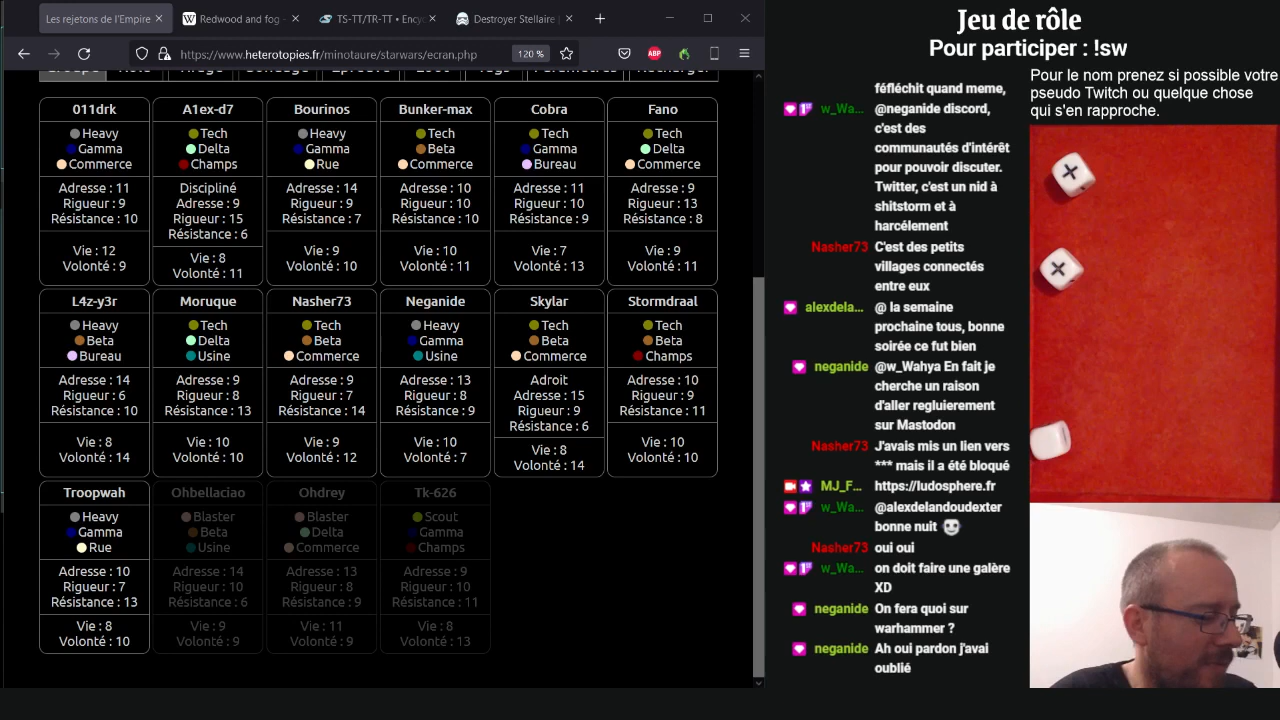 Les rejetons de l'Empire
Redwood and fog -
TS-TT/TR-TT • Ency
Destroyer Stellaire |
https://www.heterotopies.fr/minotaure/starwars/ecran.php
120 %
ABP
011drk
Heavy
Gamma
Commerce
Adresse : 11
Rigueur : 9
Résistance : 10
Vie : 12
Volonté : 9
A1ex-d7
Tech
Delta
Champs
Discipliné
Adresse : 9
Rigueur : 15
Résistance : 6
Vie : 8
Volonté : 11
Bourinos
Heavy
Gamma
Rue
Adresse : 14
Rigueur : 9
Résistance : 7
Vie : 9
Volonté : 10
Bunker-max
Tech
Beta
Commerce
Adresse : 10
Rigueur : 10
Résistance : 10
Vie : 10
Volonté : 11
Cobra
Tech
Gamma
Bureau
Adresse : 11
Rigueur : 10
Résistance : 9
Vie : 7
Volonté : 13
Fano
Tech
Delta
Commerce
Adresse : 9
Rigueur : 13
Résistance : 8
Vie : 9
Volonté : 11
L4z-y3r
Heavy
Beta
Bureau
Adresse : 14
Rigueur : 6
Résistance : 10
Vie : 8
Volonté : 14
Moruque
Tech
Delta
Usine
Adresse : 9
Rigueur : 8
Résistance : 13
Vie : 10
Volonté : 10
Nasher73
Tech
Beta
Commerce
Adresse : 9
Rigueur : 7
Résistance : 14
Vie : 9
Volonté : 12
Neganide
Heavy
Gamma
Usine
Adresse : 13
Rigueur : 8
Résistance : 9
Vie : 10
Volonté : 7
Skylar
Tech
Beta
Commerce
Adroit
Adresse : 15
Rigueur : 9
Résistance : 6
Vie : 8
Volonté : 14
Stormdraal
Tech
Beta
Champs
Adresse : 10
Rigueur : 9
Résistance : 11
Vie : 10
Volonté : 10
Troopwah
Heavy
Gamma
Rue
Adresse : 10
Rigueur : 7
Résistance : 13
Vie : 8
Volonté : 10
Ohbellaciao
Blaster
Beta
Usine
Adresse : 14
Rigueur : 10
Résistance : 6
Vie : 9
Volonté : 9
Ohdrey
Blaster
Delta
Commerce
Adresse : 13
Rigueur : 8
Résistance : 9
Vie : 11
Volonté : 9
Tk-626
Scout
Gamma
Champs
Adresse : 9
Rigueur : 10
Résistance : 11
Vie : 8
Volonté : 13
Jeu de rôle
Pour participer : !sw
Pour le nom prenez si possible votre
pseudo Twitch ou quelque chose
qui s'en rapproche.
féfléchit quand meme,
w_Wa... @neganide discord,
c'est des
communautés d'intérêt
pour pouvoir discuter.
Twitter, c'est un nid à
shitstorm et à
harcélement
Nasher73 C'est des petits
villages connectés
entre eux
alexdela... @ la semaine
prochaine tous, bonne
soirée ce fut bien
neganide @w_Wahya En fait je
cherche un raison
d'aller regluierement
sur Mastodon
Nasher73 J'avais mis un lien vers
*** mais il a été bloqué
MJ_F... https://ludosphere.fr
w_Wa... @alexdelandoudexter
bonne nuit
Nasher73 oui oui
w_Wa... on doit faire une galère
XD
neganide On fera quoi sur
warhammer ?
neganide Ah oui pardon j'avai
oublié